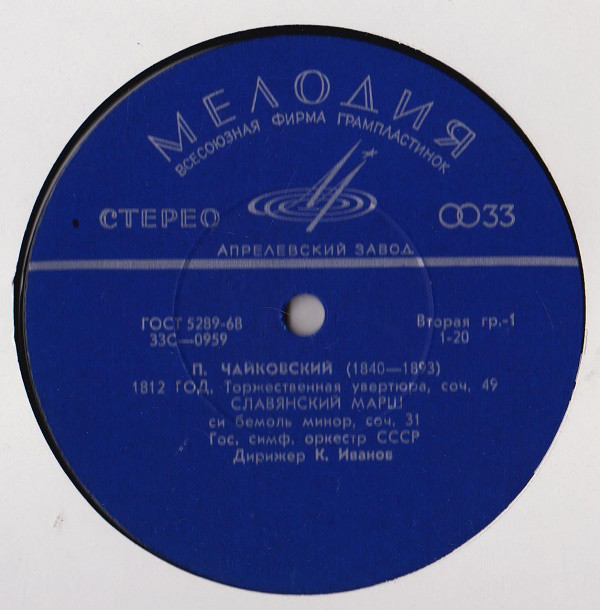 МЕЛОДИЯ
ВСЕСОЮЗНАЯ ФИРМА ГРАМПЛАСТИНОК
СТЕРЕО
33
АПРЕЛЕВСКИЙ ЗАВОД
ГОСТ 5289-68
Вторая гр.-1
33С—0959
1-20
П. ЧАЙКОВСКИЙ (1840—1893)
1812 ГОД, Торжественная увертюра, соч. 49
СЛАВЯНСКИЙ МАРШ
си бемоль минор, соч. 31
Гос. симф. оркестр СССР
Дирижер К. Иванов